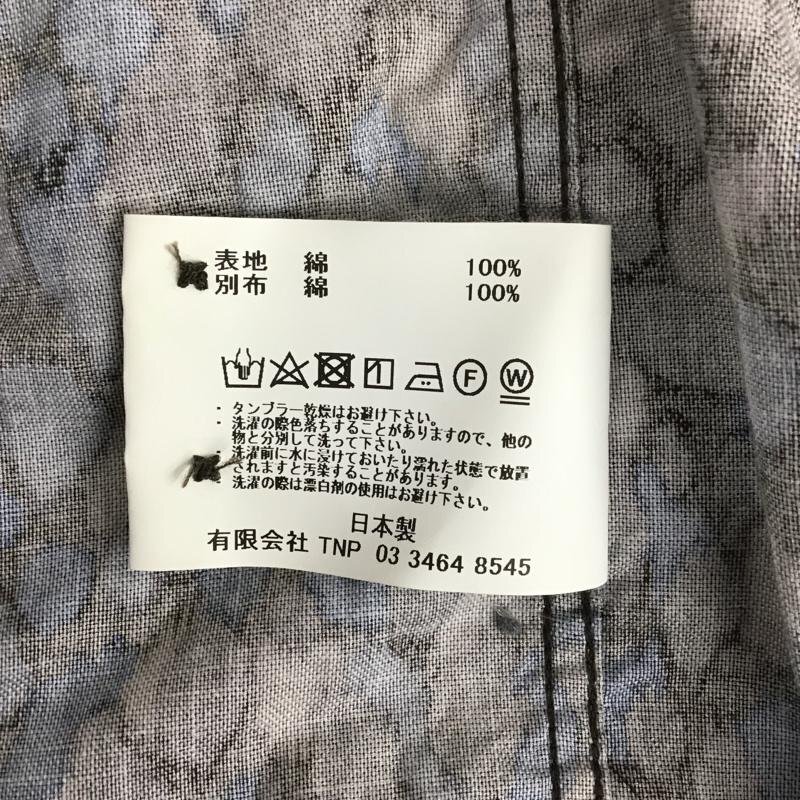 表地 綿 100%
別布 綿 100%
F W
・タンブラー乾燥はお避け下さい。
・洗濯の際色落ちすることがありますので、他の
物と分別して洗って下さい。
・洗濯前に水に浸けておいたり濡れた状態で放置
されますと汚染することがあります。
洗濯の際は漂白剤の使用はお避け下さい。
日本製
有限会社 TNP 03 3464 8545